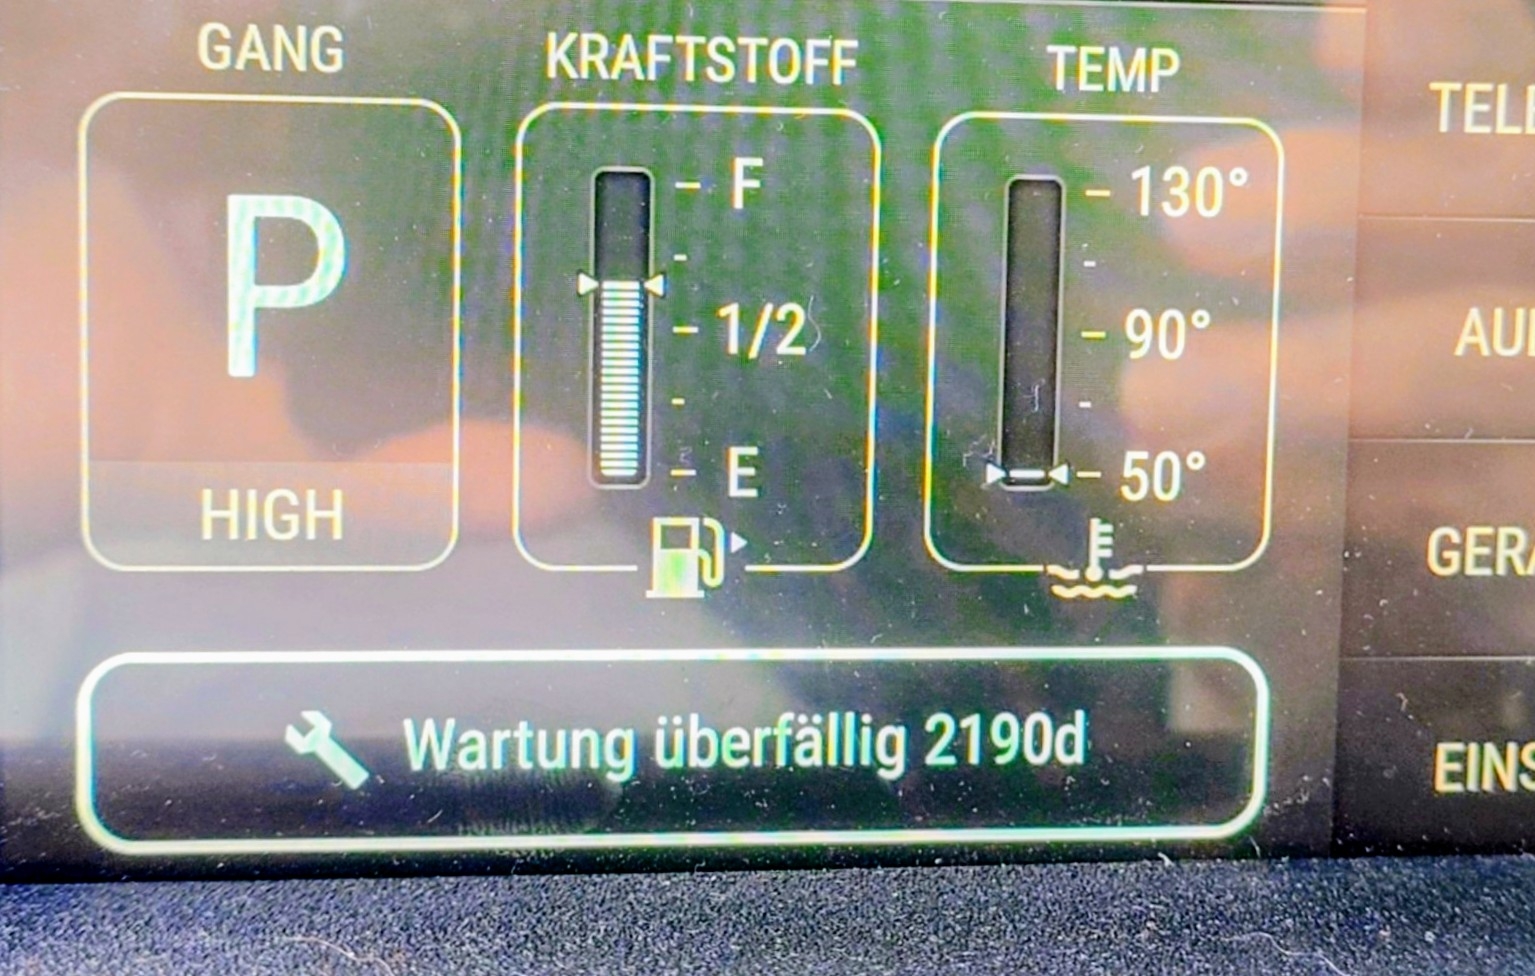 GANG
KRAFTSTOFF
TEMP
P
HIGH
F
1/2
E
130°
90°
50°
Wartung überfällig 2190d